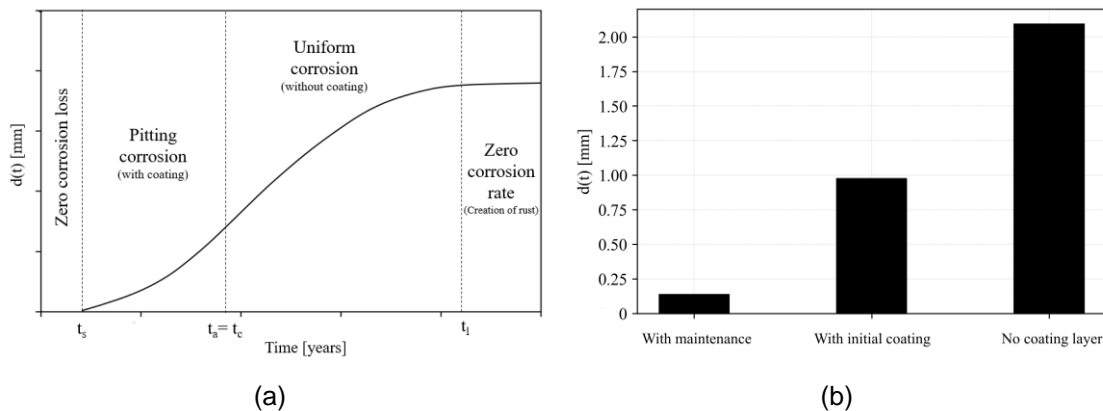 d(t) [mm]
Zero corrosion loss
Pitting
corrosion
(with coating)
Uniform
corrosion
(without coating)
Zero
corrosion
rate
(Creation of rust)
tₛ
tₐ= t꜀
tₗ
Time [years]
(a)
d(t) [mm]
2.00
1.75
1.50
1.25
1.00
0.75
0.50
0.25
0
With maintenance
With initial coating
No coating layer
(b)